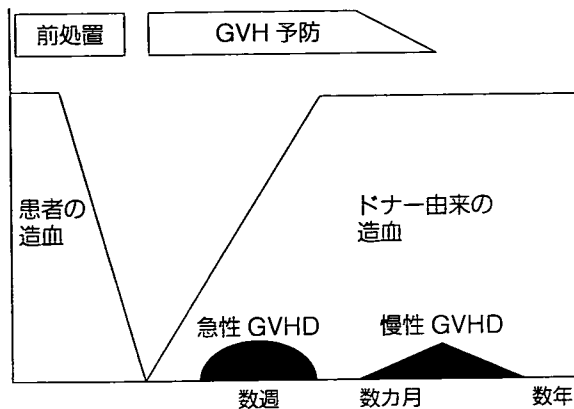 前処置
GVH 予防
患者の
造血
ドナー由来の
造血
急性 GVHD
慢性 GVHD
数週
数カ月
数年